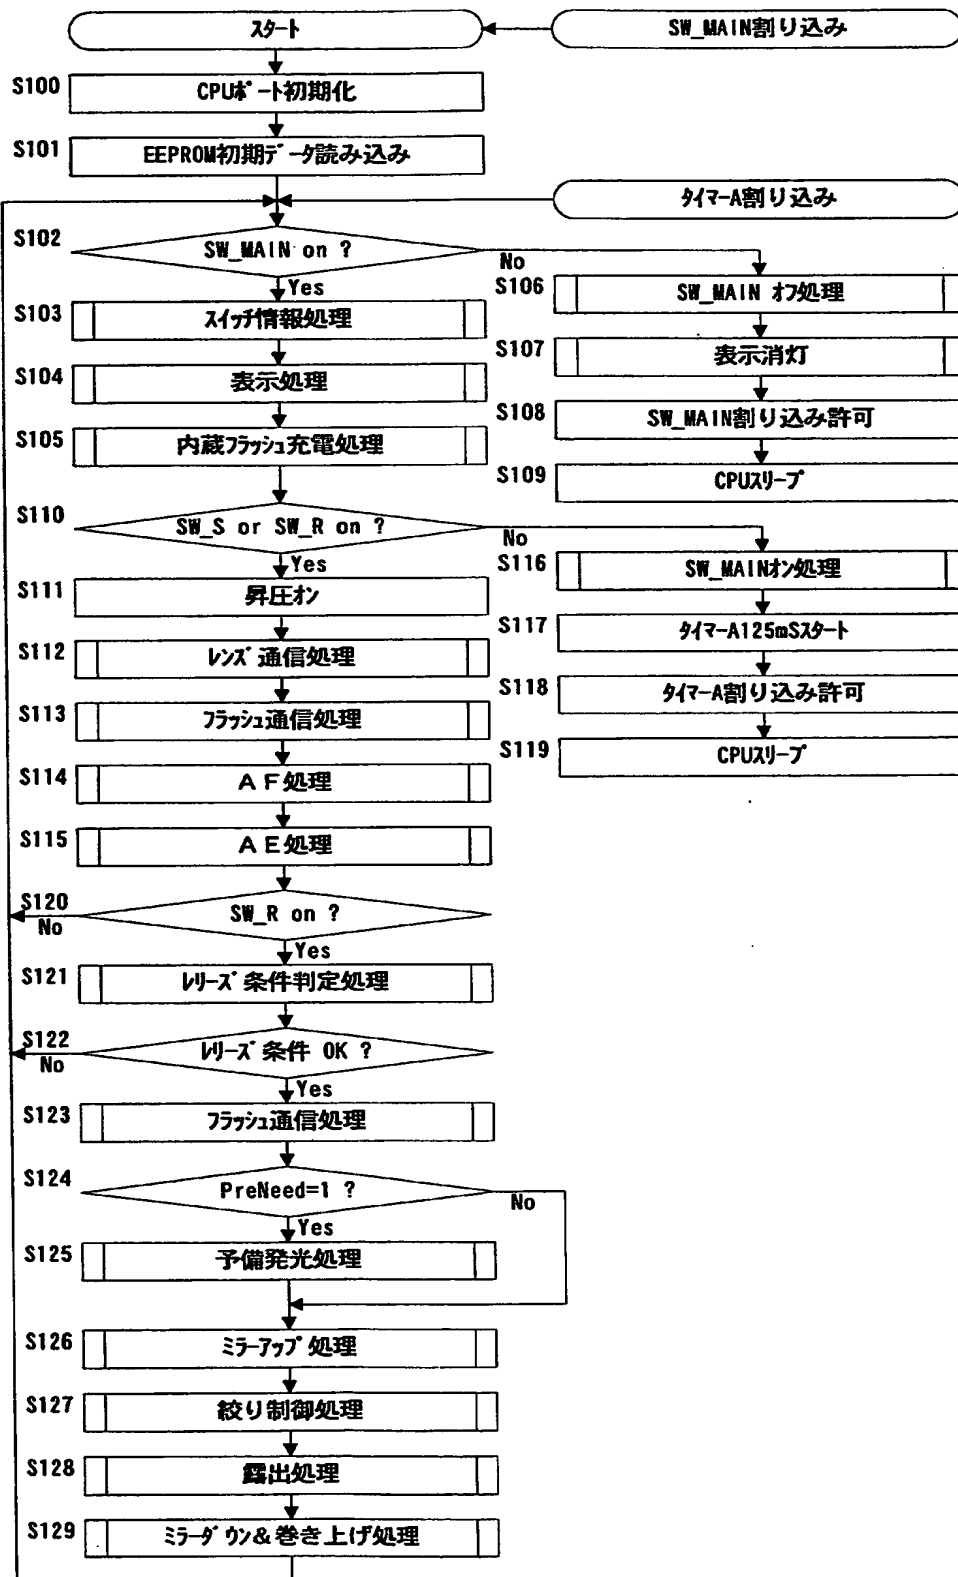 スタート
SW_MAIN割り込み
S100
CPUポート初期化
S101
EEPROM初期データ読み込み
タイマーA割り込み
S102
SW_MAIN on ?
No
Yes
S106
SW_MAIN オフ処理
S103
スイッチ情報処理
S107
表示消灯
S104
表示処理
S108
SW_MAIN割り込み許可
S105
内蔵フラッシュ充電処理
S109
CPUスリープ
S110
SW_S or SW_R on ?
No
Yes
S116
SW_MAINオン処理
S111
昇圧オン
S117
タイマーA125mSスタート
S112
レンズ通信処理
S118
タイマーA割り込み許可
S113
フラッシュ通信処理
S119
CPUスリープ
S114
AF処理
S115
AE処理
S120
SW_R on ?
No
Yes
S121
レリーズ条件判定処理
S122
レリーズ条件 OK ?
No
Yes
S123
フラッシュ通信処理
S124
PreNeed=1 ?
No
Yes
S125
予備発光処理
S126
ミラーアップ処理
S127
絞り制御処理
S128
露出処理
S129
ミラーダウン&巻き上げ処理